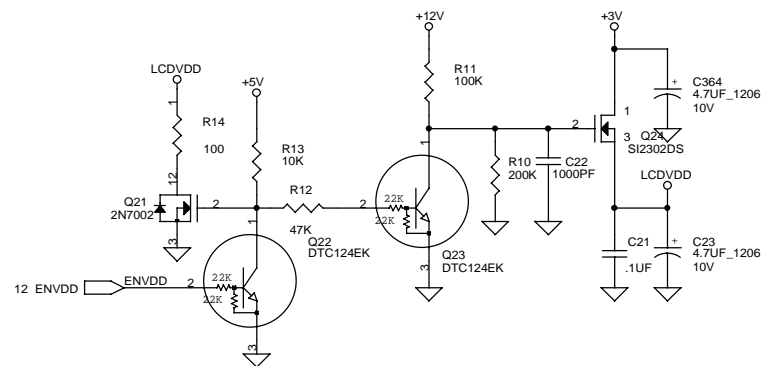 +12V
+3V
LCDVDD
+5V
R11
100K
C364
4.7UF_1206
10V
1
R14
100
R13
10K
1
2
3
Q24
SI2302DS
12
Q21
2N7002
2
R12
47K
1
2
22K
22K
R10
200K
C22
1000PF
LCDVDD
3
1
Q22
DTC124EK
Q23
DTC124EK
3
C21
.1UF
C23
4.7UF_1206
10V
12 ENVDD
ENVDD
2
22K
22K
3